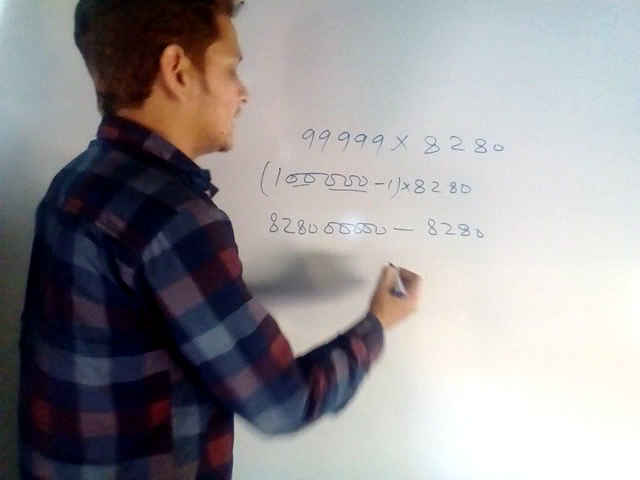 99999 × 8280
(100000 - 1) × 8280
828000000 — 8280